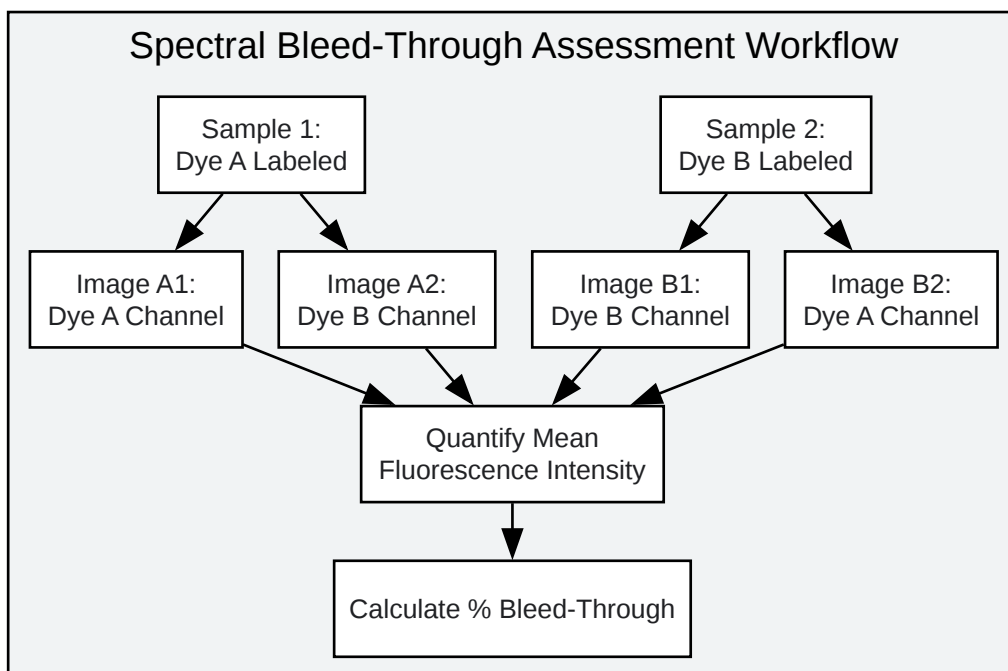 Spectral Bleed-Through Assessment Workflow
Sample 1:
Dye A Labeled
Sample 2:
Dye B Labeled
Image A1:
Dye A Channel
Image A2:
Dye B Channel
Image B1:
Dye B Channel
Image B2:
Dye A Channel
Quantify Mean
Fluorescence Intensity
Calculate % Bleed-Through